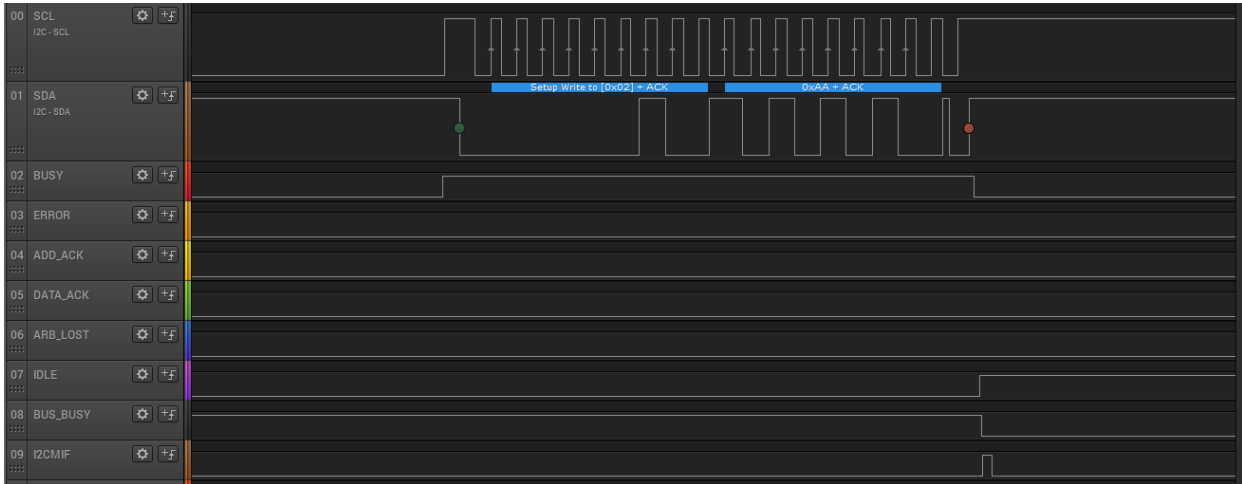 00 SCL
I2C - SCL
Setup Write to [0x02] + ACK
0xAA + ACK
01 SDA
I2C - SDA
02 BUSY
03 ERROR
04 ADD_ACK
05 DATA_ACK
06 ARB_LOST
07 IDLE
08 BUS_BUSY
09 I2CMIF